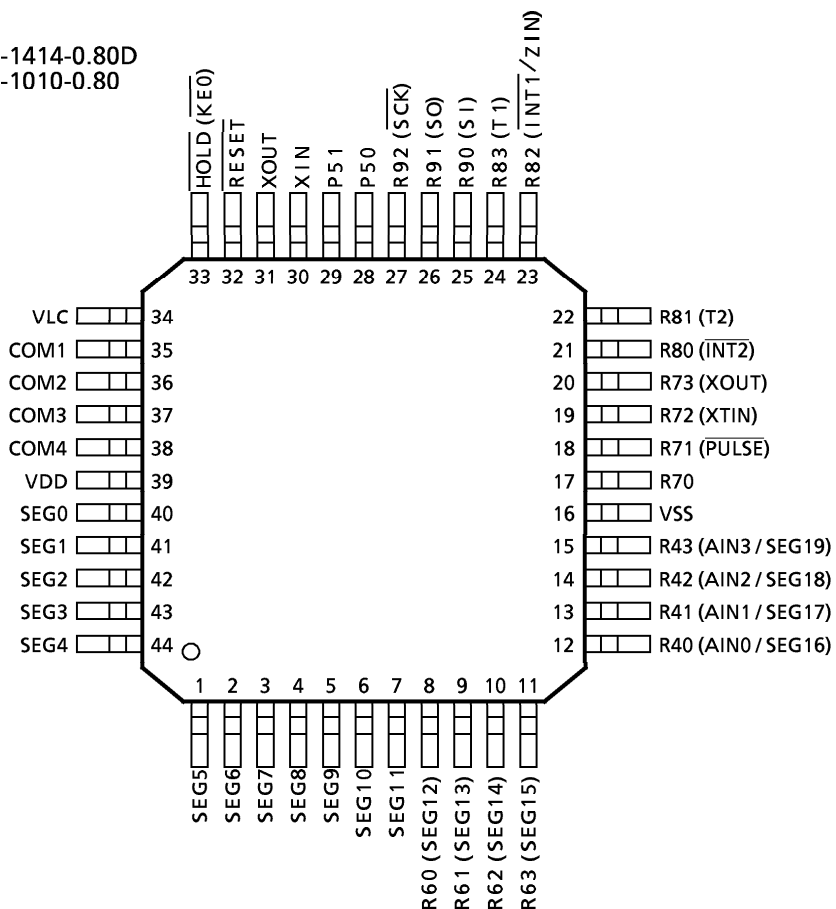 -1414-0.80D
-1010-0.80
HOLD (KE0)
RESET
XOUT
XIN
P51
P50
R92 (SCK)
R91 (SO)
R90 (SI)
R83 (T1)
R82 (INT1/ZIN)
33 32 31 30 29 28 27 26 25 24 23
VLC 34 22 R81 (T2)
COM1 35 21 R80 (INT2)
COM2 36 20 R73 (XOUT)
COM3 37 19 R72 (XTIN)
COM4 38 18 R71 (PULSE)
VDD 39 17 R70
SEG0 40 16 VSS
SEG1 41 15 R43 (AIN3 / SEG19)
SEG2 42 14 R42 (AIN2 / SEG18)
SEG3 43 13 R41 (AIN1 / SEG17)
SEG4 44 12 R40 (AIN0 / SEG16)
1 2 3 4 5 6 7 8 9 10 11
SEG5
SEG6
SEG7
SEG8
SEG9
SEG10
SEG11
R60 (SEG12)
R61 (SEG13)
R62 (SEG14)
R63 (SEG15)